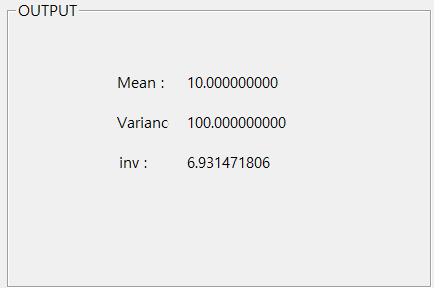 OUTPUT
Mean : 10.000000000
Varianc 100.000000000
inv : 6.931471806